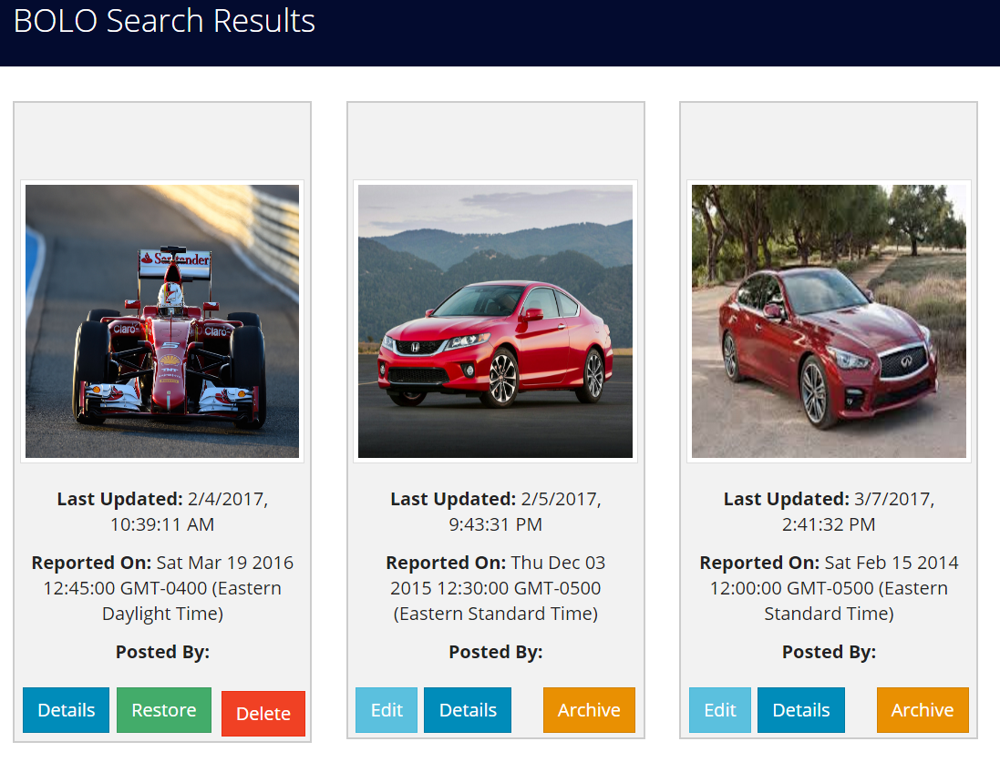 BOLO Search Results
Santender
Claro
Claro
5
Last Updated: 2/4/2017,
10:39:11 AM
Reported On: Sat Mar 19 2016
12:45:00 GMT-0400 (Eastern
Daylight Time)
Posted By:
Details Restore Delete
Last Updated: 2/5/2017,
9:43:31 PM
Reported On: Thu Dec 03
2015 12:30:00 GMT-0500
(Eastern Standard Time)
Posted By:
Edit Details Archive
Last Updated: 3/7/2017,
2:41:32 PM
Reported On: Sat Feb 15 2014
12:00:00 GMT-0500 (Eastern
Standard Time)
Posted By:
Edit Details Archive